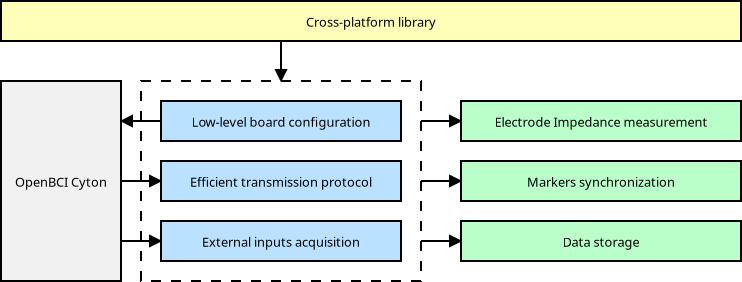 Cross-platform library
OpenBCI Cyton
Low-level board configuration
Efficient transmission protocol
External inputs acquisition
Electrode Impedance measurement
Markers synchronization
Data storage